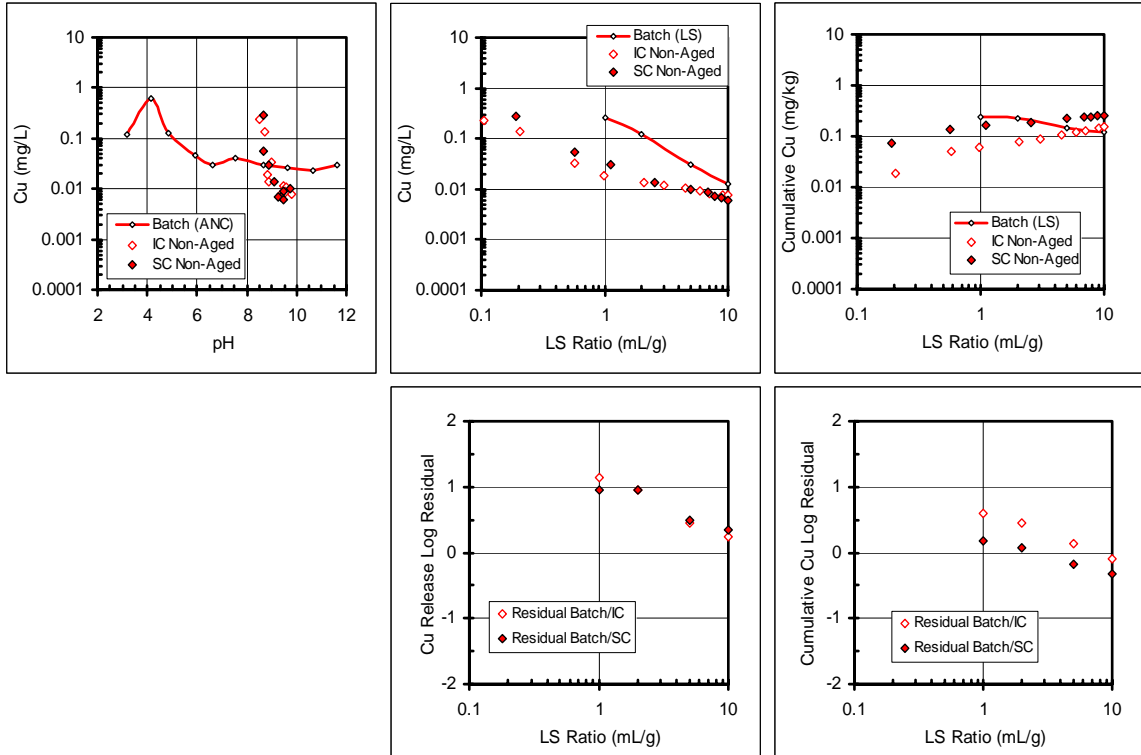 10
1
0.1
0.01
0.001
0.0001
Cu (mg/L)
Batch (ANC)
IC Non-Aged
SC Non-Aged
2 4 6 8 10 12
pH
10
1
0.1
0.01
0.001
0.0001
Cu (mg/L)
Batch (LS)
IC Non-Aged
SC Non-Aged
0.1 1 10
LS Ratio (mL/g)
10
1
0.1
0.01
0.001
0.0001
Cumulative Cu (mg/kg)
Batch (LS)
IC Non-Aged
SC Non-Aged
0.1 1 10
LS Ratio (mL/g)
2
1
0
-1
-2
Cu Release Log Residual
Residual Batch/IC
Residual Batch/SC
0.1 1 10
LS Ratio (mL/g)
2
1
0
-1
-2
Cumulative Cu Log Residual
Residual Batch/IC
Residual Batch/SC
0.1 1 10
LS Ratio (mL/g)